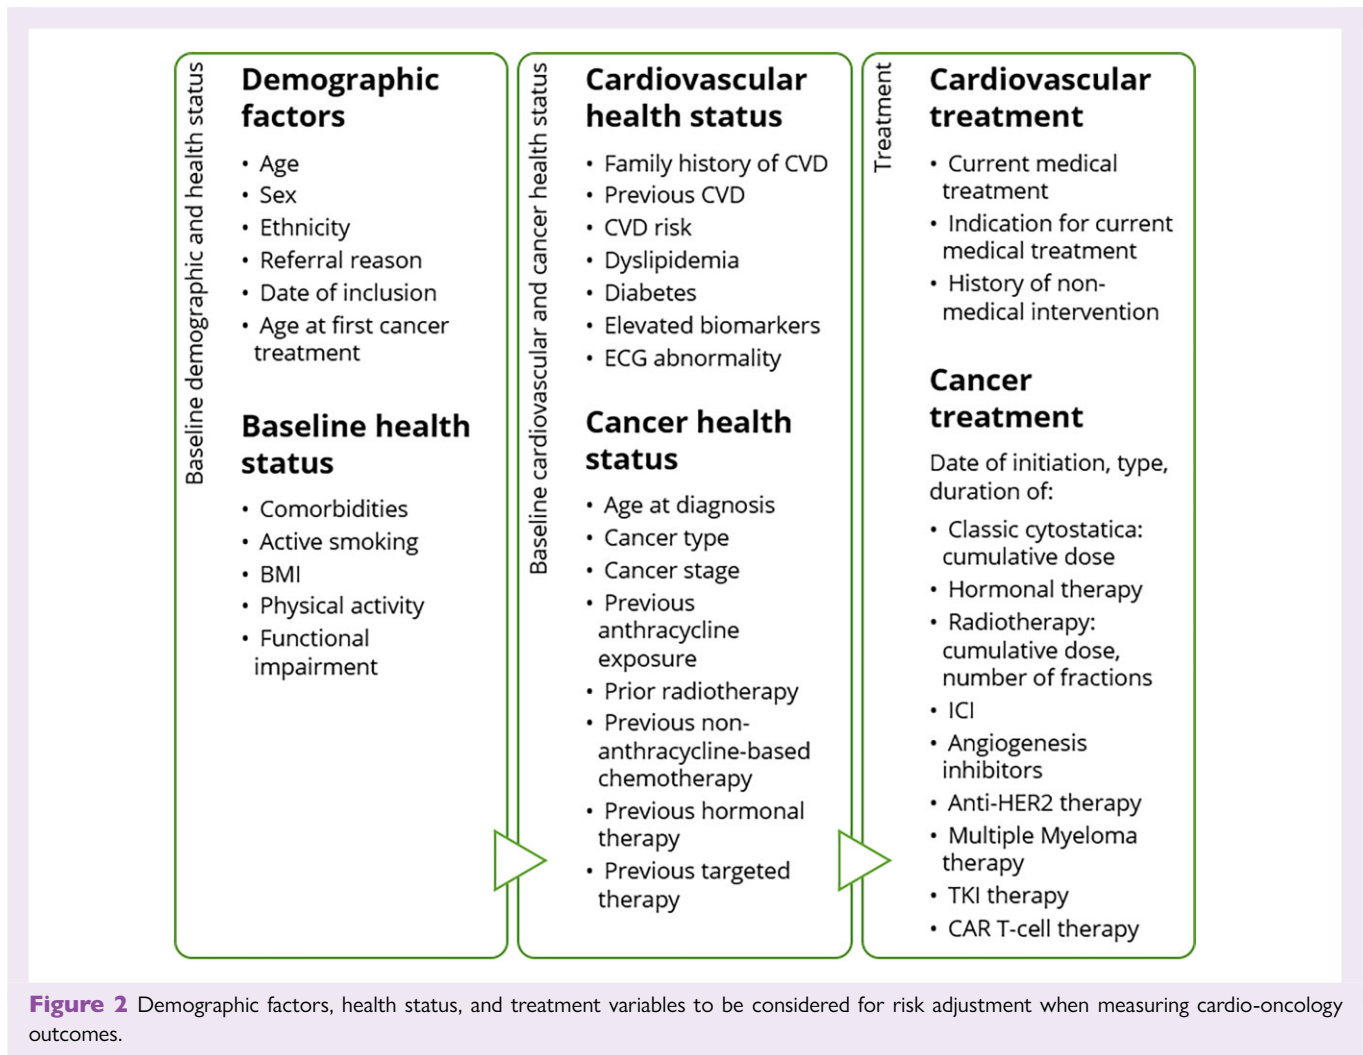 Baseline demographic and health status
Demographic
factors
• Age
• Sex
• Ethnicity
• Referral reason
• Date of inclusion
• Age at first cancer
treatment
Baseline health
status
• Comorbidities
• Active smoking
• BMI
• Physical activity
• Functional
impairment
Baseline cardiovascular and cancer health status
Cardiovascular
health status
• Family history of CVD
• Previous CVD
• CVD risk
• Dyslipidemia
• Diabetes
• Elevated biomarkers
• ECG abnormality
Cancer health
status
• Age at diagnosis
• Cancer type
• Cancer stage
• Previous
anthracycline
exposure
• Prior radiotherapy
• Previous non-
anthracycline-based
chemotherapy
• Previous hormonal
therapy
• Previous targeted
therapy
Treatment
Cardiovascular
treatment
• Current medical
treatment
• Indication for current
medical treatment
• History of non-
medical intervention
Cancer
treatment
Date of initiation, type,
duration of:
• Classic cytostatica:
cumulative dose
• Hormonal therapy
• Radiotherapy:
cumulative dose,
number of fractions
• ICI
• Angiogenesis
inhibitors
• Anti-HER2 therapy
• Multiple Myeloma
therapy
• TKI therapy
• CAR T-cell therapy
Figure 2 Demographic factors, health status, and treatment variables to be considered for risk adjustment when measuring cardio-oncology
outcomes.